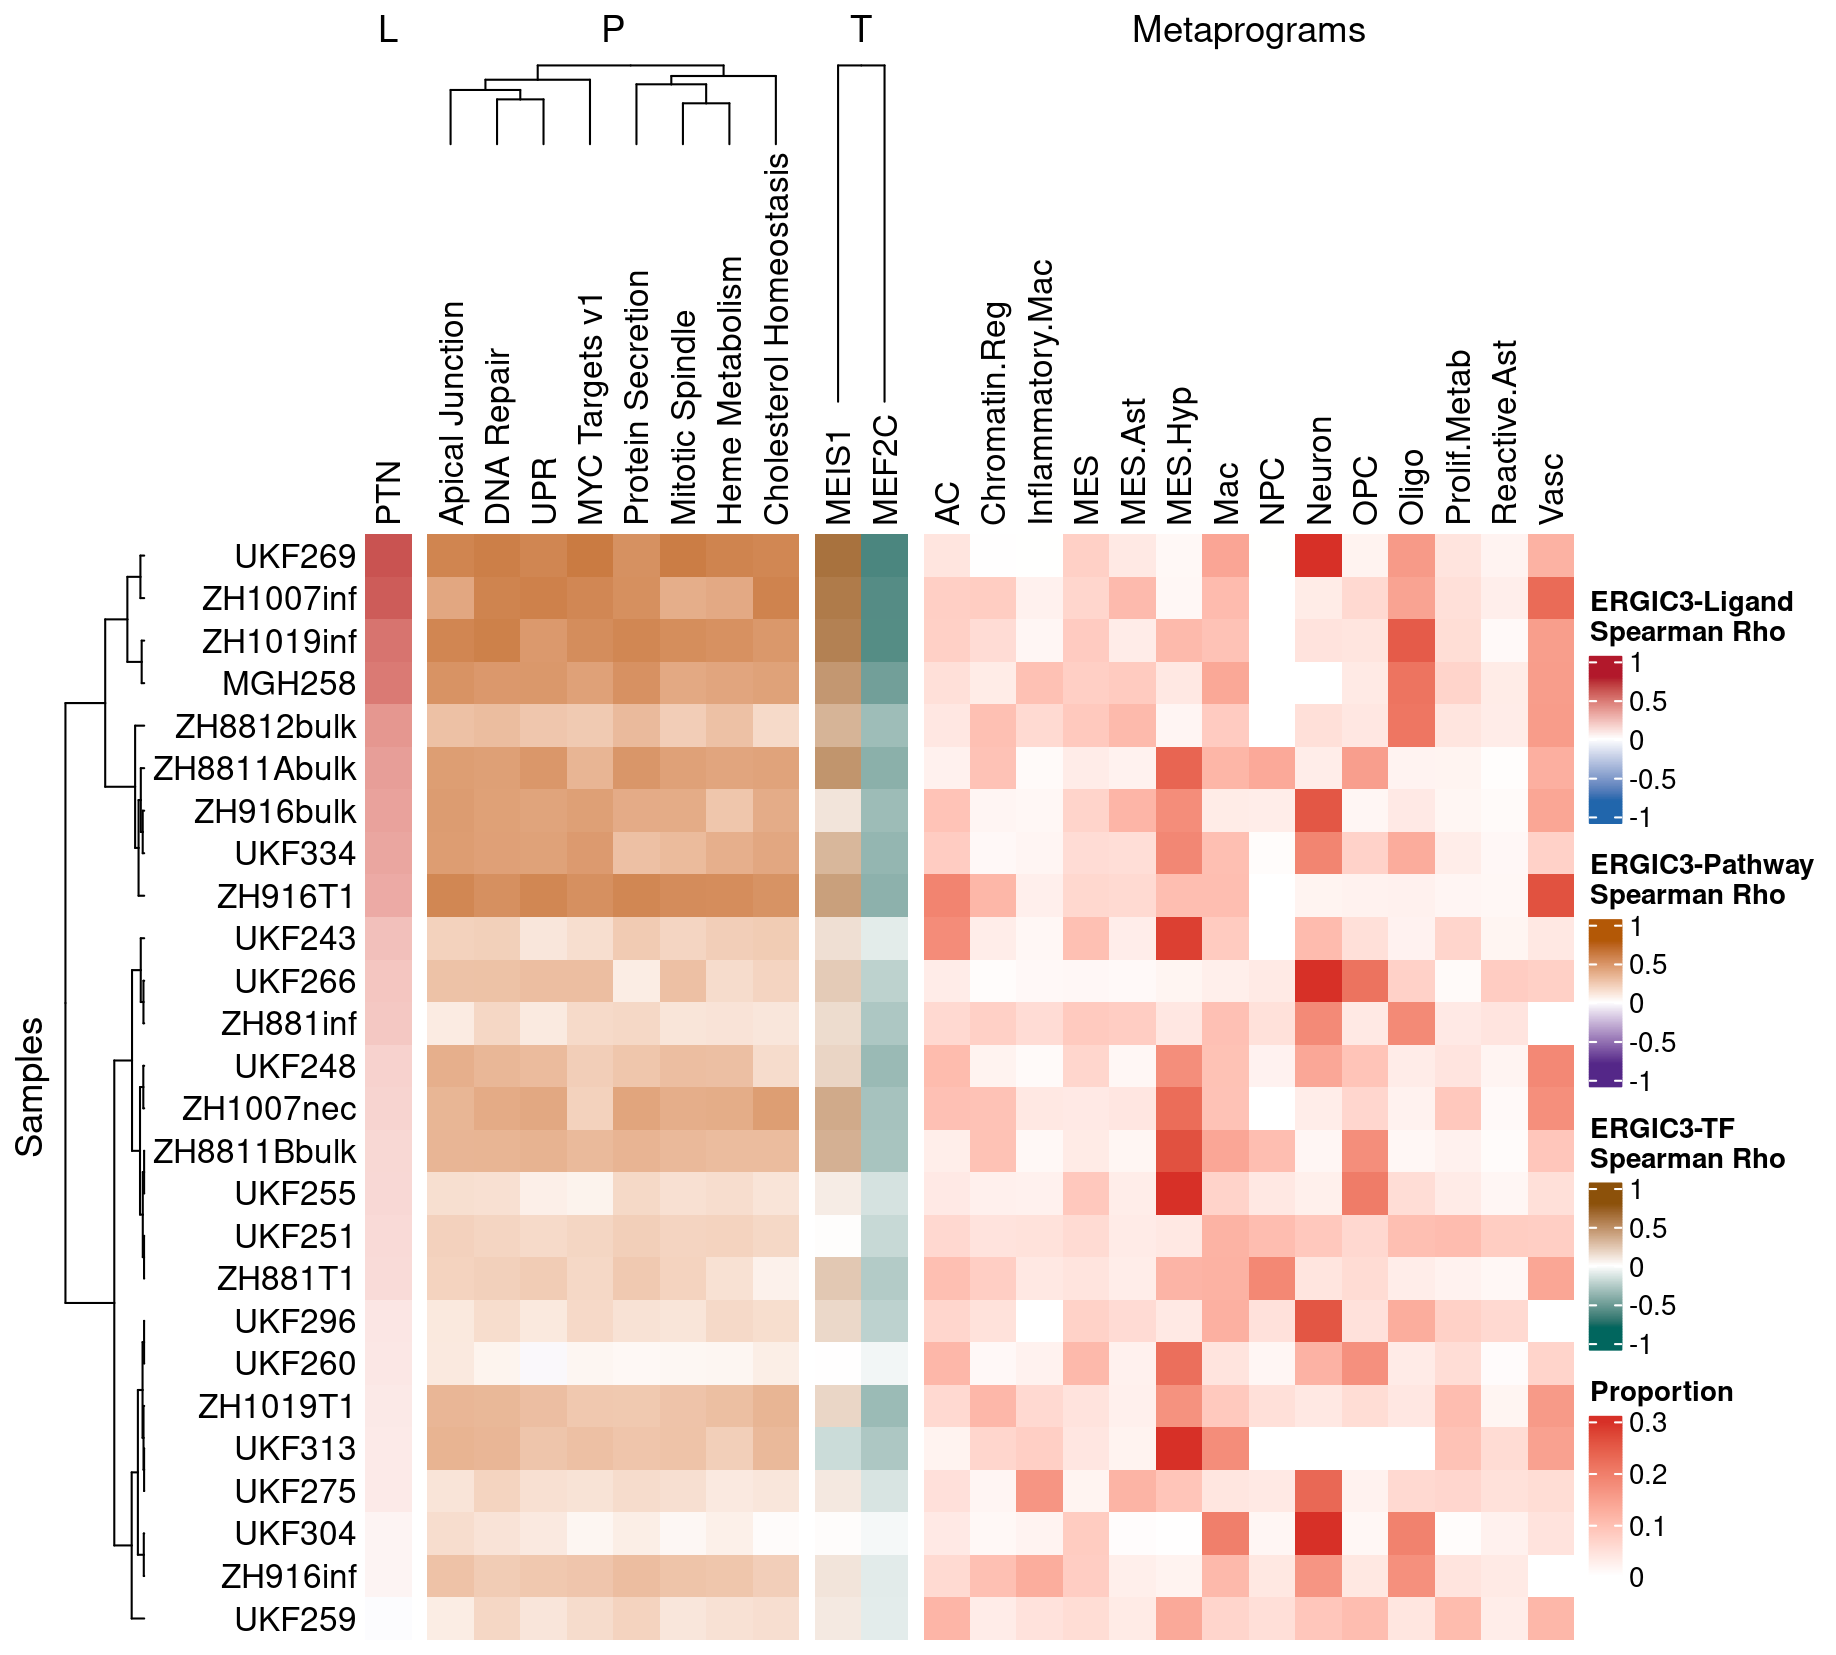 L
P
T
Metaprograms
PTN
Apical Junction
DNA Repair
UPR
MYC Targets v1
Protein Secretion
Mitotic Spindle
Heme Metabolism
Cholesterol Homeostasis
MEIS1
MEF2C
AC
Chromatin.Reg
Inflammatory.Mac
MES
MES.Ast
MES.Hyp
Mac
NPC
Neuron
OPC
Oligo
Prolif.Metab
Reactive.Ast
Vasc
Samples
UKF269
ZH1007inf
ZH1019inf
MGH258
ZH8812bulk
ZH8811Abulk
ZH916bulk
UKF334
ZH916T1
UKF243
UKF266
ZH881inf
UKF248
ZH1007nec
ZH8811Bbulk
UKF255
UKF251
ZH881T1
UKF296
UKF260
ZH1019T1
UKF313
UKF275
UKF304
ZH916inf
UKF259
ERGIC3-Ligand
Spearman Rho
1
0.5
0
-0.5
-1
ERGIC3-Pathway
Spearman Rho
1
0.5
0
-0.5
-1
ERGIC3-TF
Spearman Rho
1
0.5
0
-0.5
-1
Proportion
0.3
0.2
0.1
0